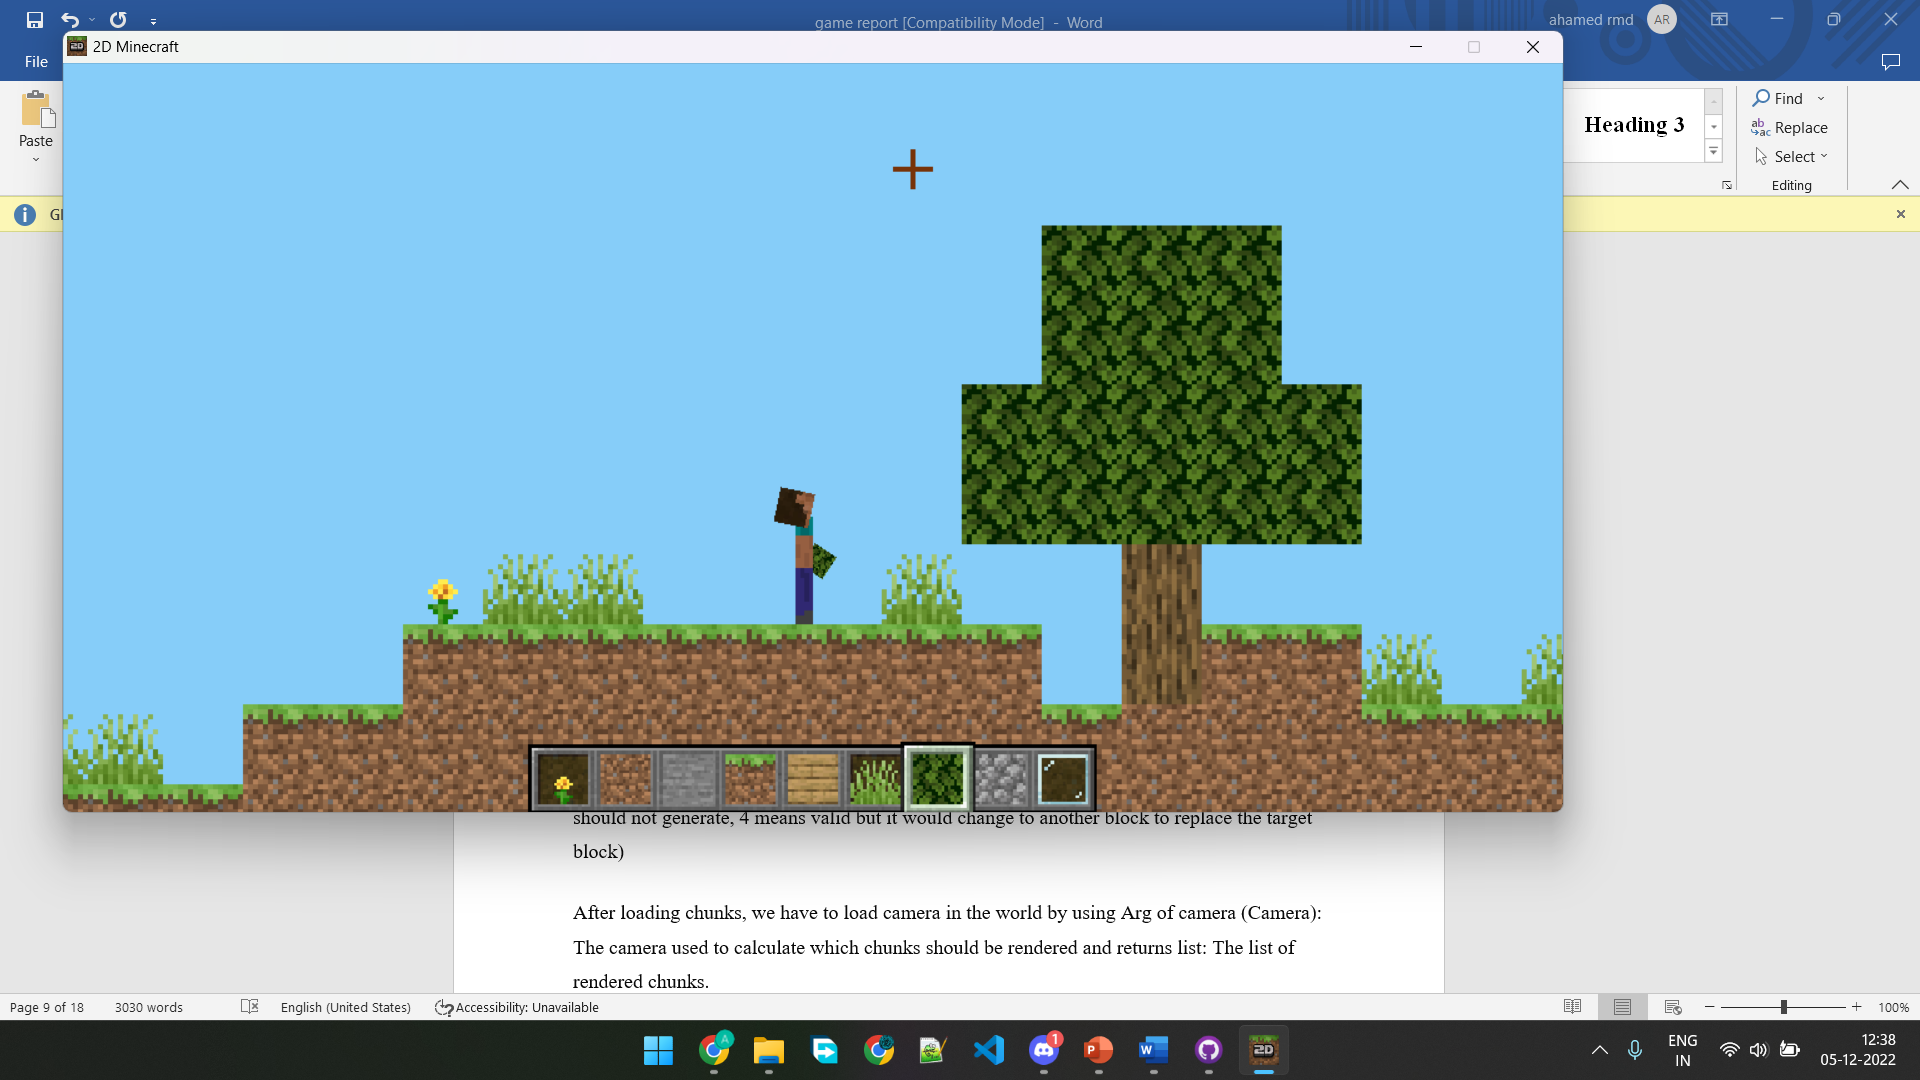 game report [Compatibility Mode] - Word
ahamed rmd
AR
2D Minecraft
File
Paste
Heading 3
Find
Replace
Select
Editing
should not generate, 4 means valid but it would change to another block to replace the target
block)
After loading chunks, we have to load camera in the world by using Arg of camera (Camera):
The camera used to calculate which chunks should be rendered and returns list: The list of
rendered chunks.
Page 9 of 18
3030 words
English (United States)
Accessibility: Unavailable
100%
A
1
P
W
2D
ENG
IN
12:38
05-12-2022